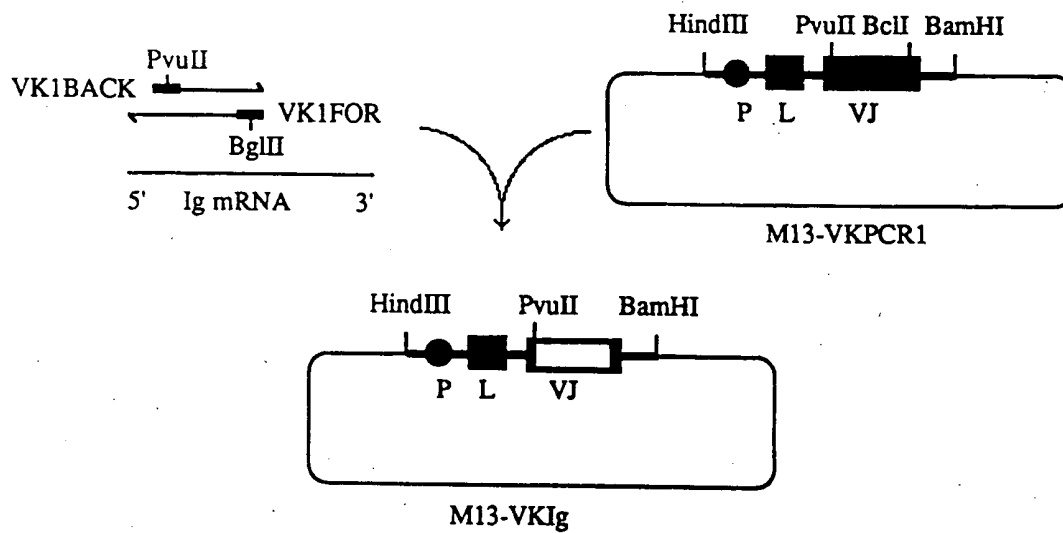 HindIII PvuII BclI BamHI
P L VJ
M13-VKPCR1
PvuII
VK1BACK
VK1FOR
BglII
5' Ig mRNA 3'
HindIII PvuII BamHI
P L VJ
M13-VKIg